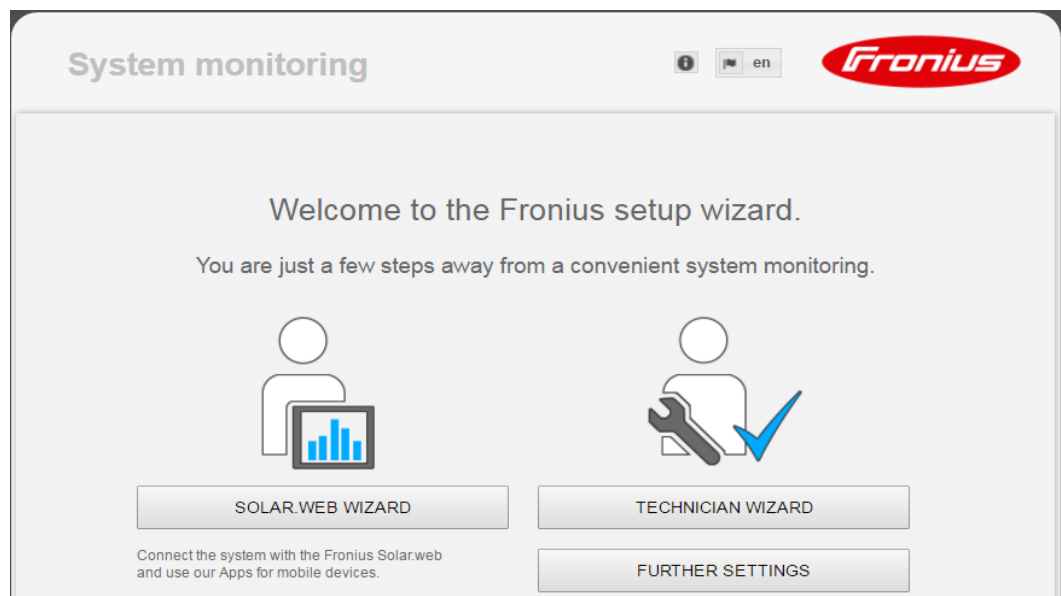 System monitoring
en
Fronius
Welcome to the Fronius setup wizard.
You are just a few steps away from a convenient system monitoring.
SOLAR.WEB WIZARD
TECHNICIAN WIZARD
Connect the system with the Fronius Solar.web
and use our Apps for mobile devices.
FURTHER SETTINGS